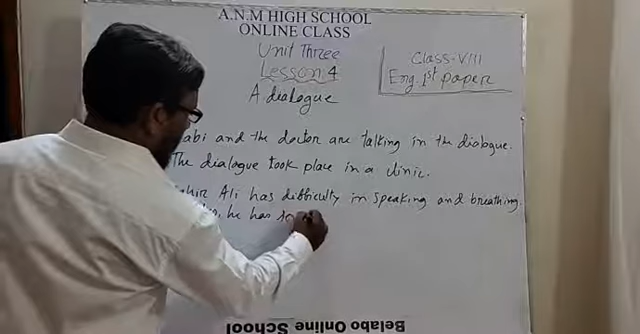 A.N.M HIGH SCHOOL
ONLINE CLASS
Unit Three
Lesson 4
Class-VIII
Eng. 1st paper
A dialogue
and the doctor are talking in the dialogue.
The dialogue took place in a clinic.
Ali has difficulty in speaking and breathing.
he has
Belabo Online School